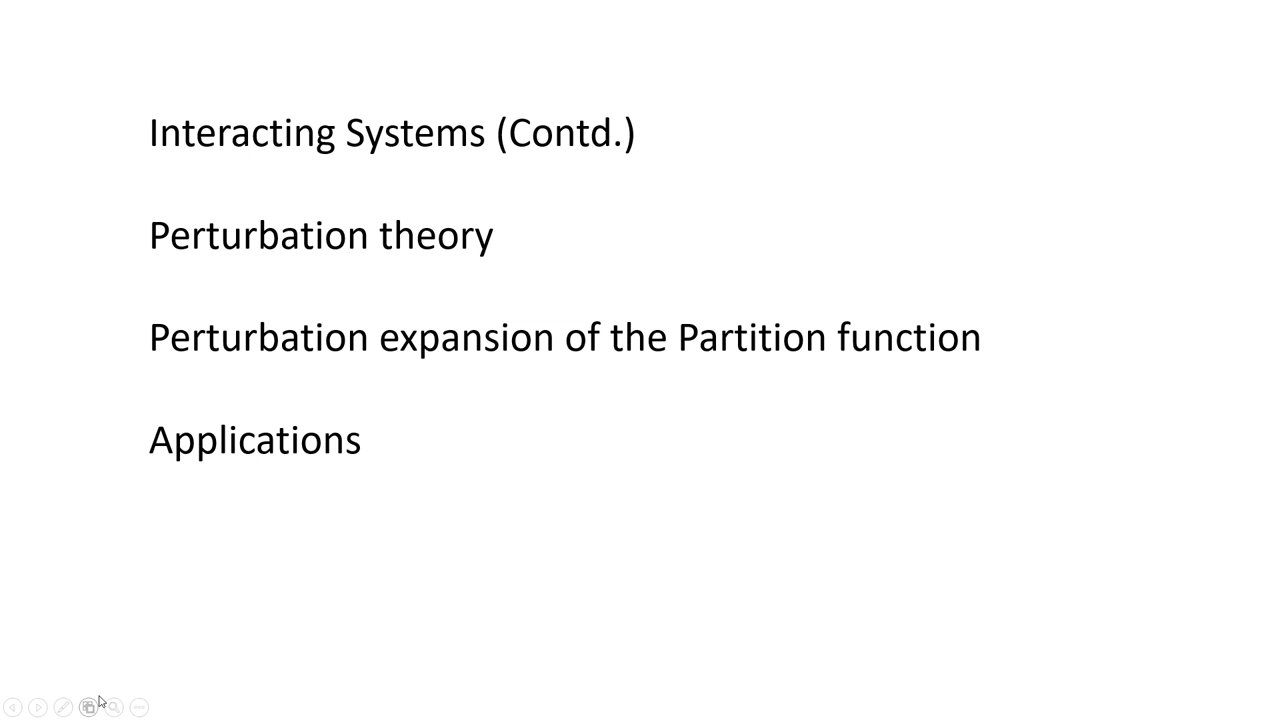 Interacting Systems (Contd.)
Perturbation theory
Perturbation expansion of the Partition function
Applications